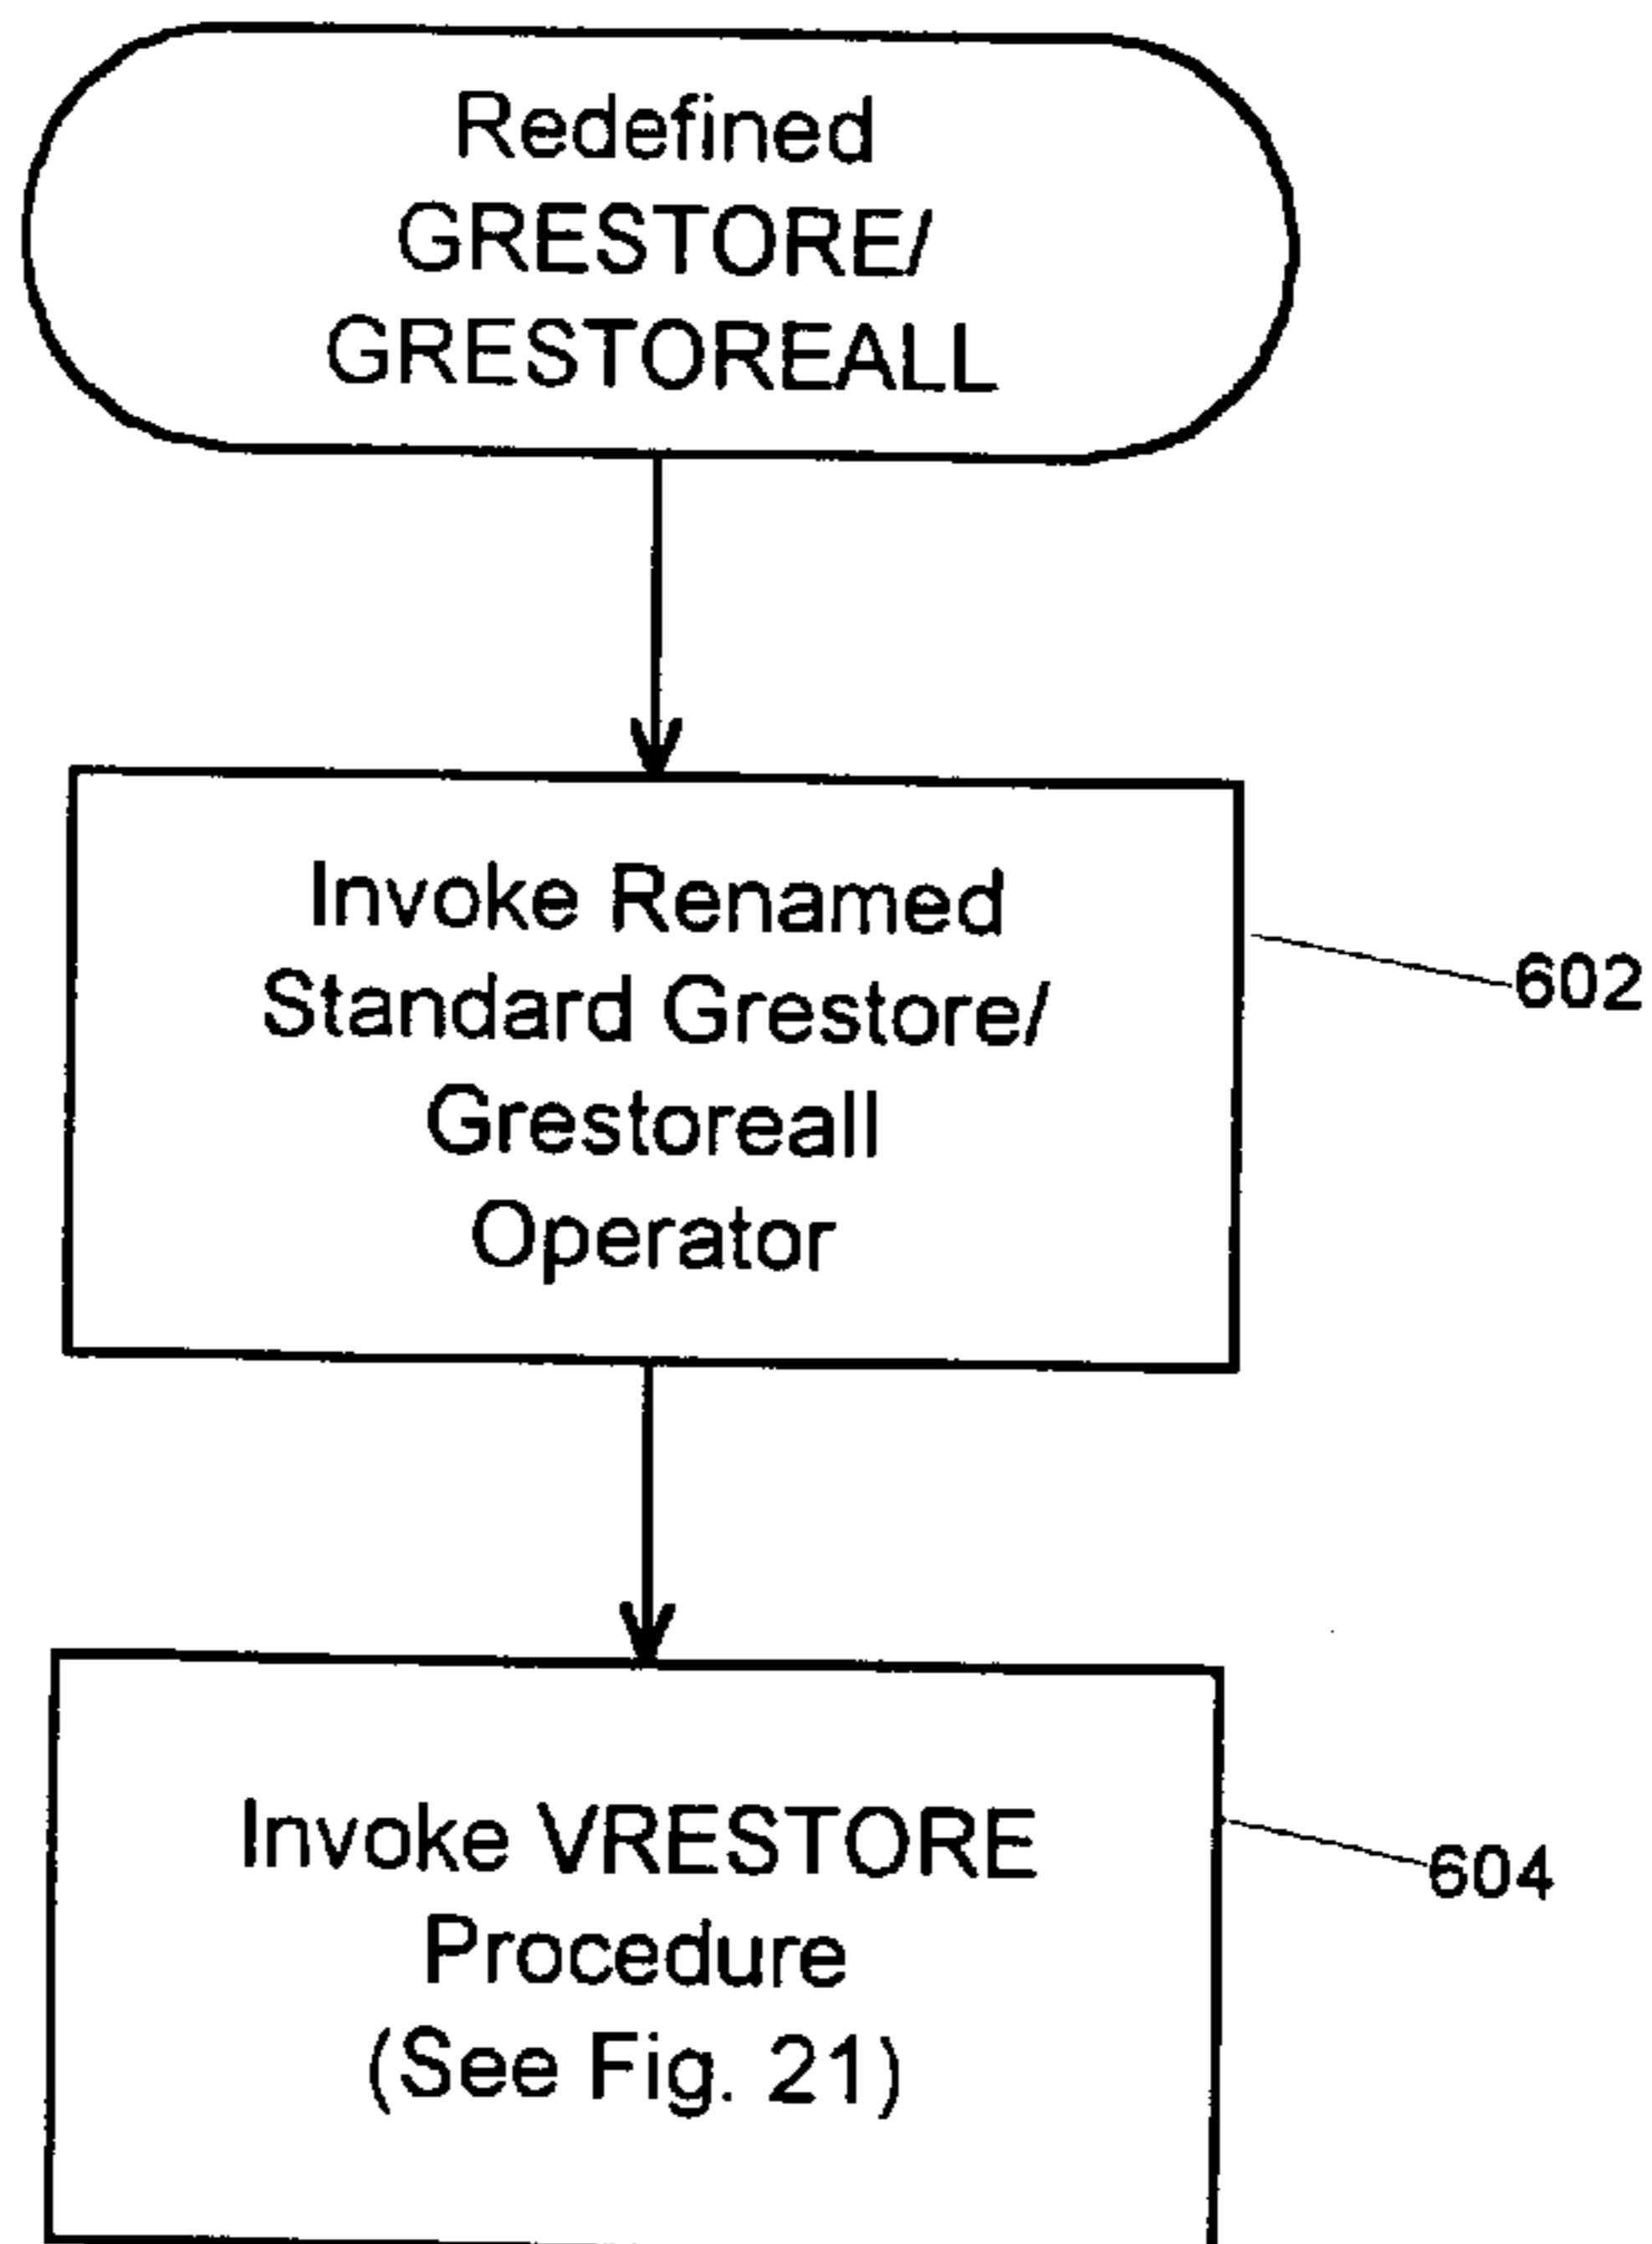 Redefined
GRESTORE/
GRESTOREALL
Invoke Renamed
Standard Grestore/
Grestoreall
Operator
602
Invoke VRESTORE
Procedure
(See Fig. 21)
604